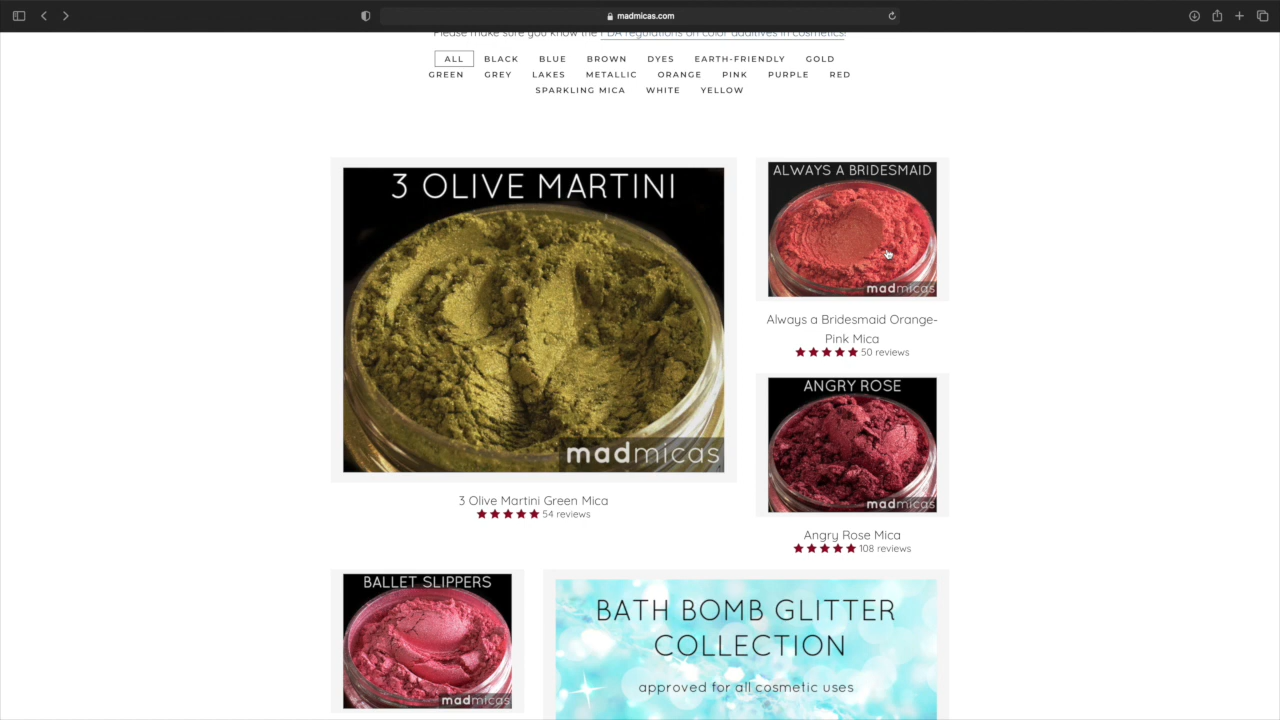 madmicas.com
Please make sure you know the FDA regulations on color additives in cosmetics!
ALL BLACK BLUE BROWN DYES EARTH-FRIENDLY GOLD
GREEN GREY LAKES METALLIC ORANGE PINK PURPLE RED
SPARKLING MICA WHITE YELLOW
3 OLIVE MARTINI
madmicas
3 Olive Martini Green Mica
54 reviews
ALWAYS A BRIDESMAID
madmicas
Always a Bridesmaid Orange-
Pink Mica
50 reviews
ANGRY ROSE
madmicas
Angry Rose Mica
108 reviews
BALLET SLIPPERS
madmicas
BATH BOMB GLITTER
COLLECTION
approved for all cosmetic uses